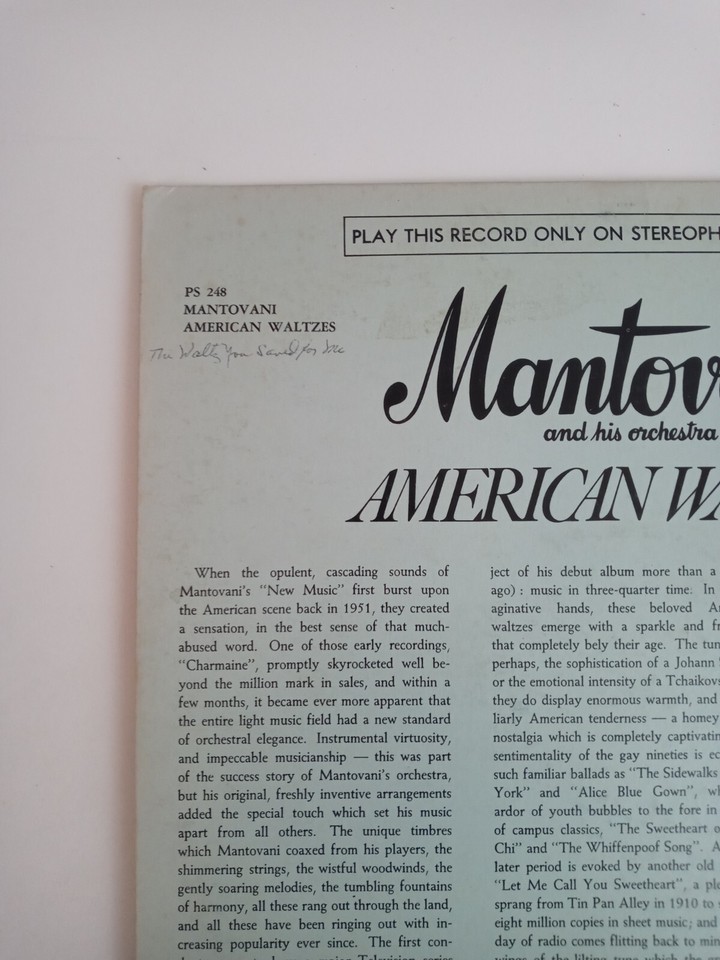 PLAY THIS RECORD ONLY ON STEREOPH
PS 248
MANTOVANI
AMERICAN WALTZES
The Waltz You Saved for Me
Mantov
and his orchestra
AMERICAN WA
When the opulent, cascading sounds of
Mantovani's "New Music" first burst upon
the American scene back in 1951, they created
a sensation, in the best sense of that much-
abused word. One of those early recordings,
"Charmaine", promptly skyrocketed well be-
yond the million mark in sales, and within a
few months, it became ever more apparent that
the entire light music field had a new standard
of orchestral elegance. Instrumental virtuosity,
and impeccable musicianship — this was part
of the success story of Mantovani's orchestra,
but his original, freshly inventive arrangements
added the special touch which set his music
apart from all others. The unique timbres
which Mantovani coaxed from his players, the
shimmering strings, the wistful woodwinds, the
gently soaring melodies, the tumbling fountains
of harmony, all these rang out through the land,
and all these have been ringing out with in-
creasing popularity ever since. The first con-
ject of his debut album more than a
ago) : music in three-quarter time. In
aginative hands, these beloved Am
waltzes emerge with a sparkle and fr
that completely bely their age. The tun
perhaps, the sophistication of a Johann
or the emotional intensity of a Tchaikovs
they do display enormous warmth, and
liarly American tenderness — a homey
nostalgia which is completely captivatin
sentimentality of the gay nineties is ec
such familiar ballads as "The Sidewalks
York" and "Alice Blue Gown", wh
ardor of youth bubbles to the fore in
of campus classics, "The Sweetheart o
Chi" and "The Whiffenpoof Song". A
later period is evoked by another old
"Let Me Call You Sweetheart", a ple
sprang from Tin Pan Alley in 1910 to
eight million copies in sheet music; and
day of radio comes flitting back to min